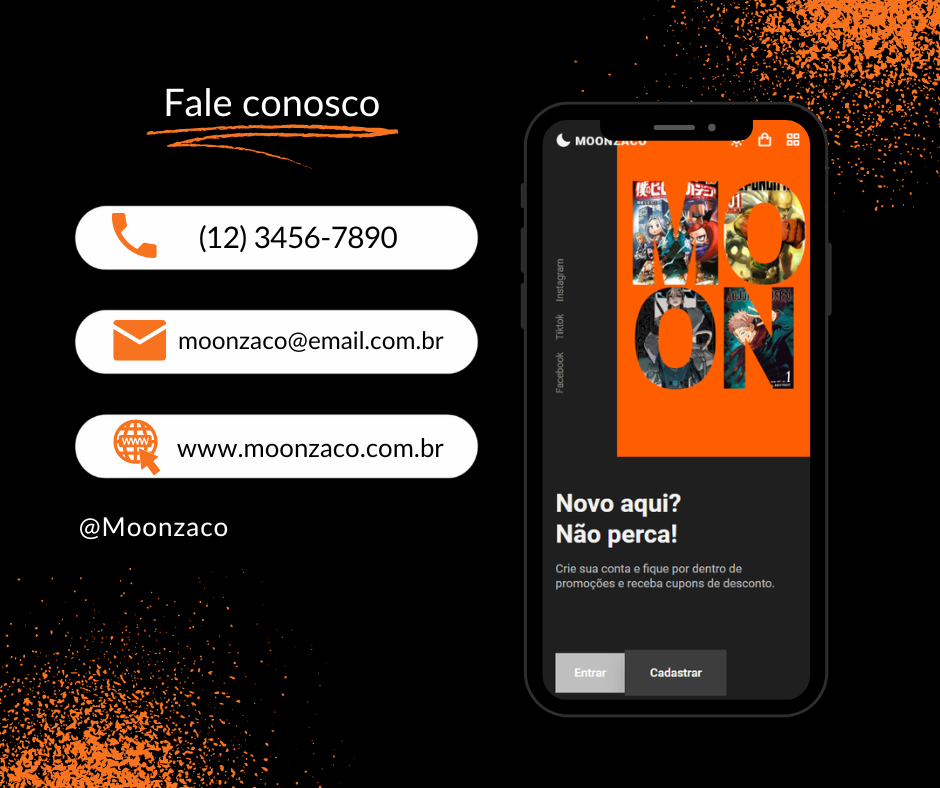 Fale conosco
(12) 3456-7890
moonzaco@email.com.br
www
www.moonzaco.com.br
@Moonzaco
MOONZACO
MO
ON
Instagram
Tiktok
Facebook
Novo aqui?
Não perca!
Crie sua conta e fique por dentro de
promoções e receba cupons de desconto.
Entrar
Cadastrar